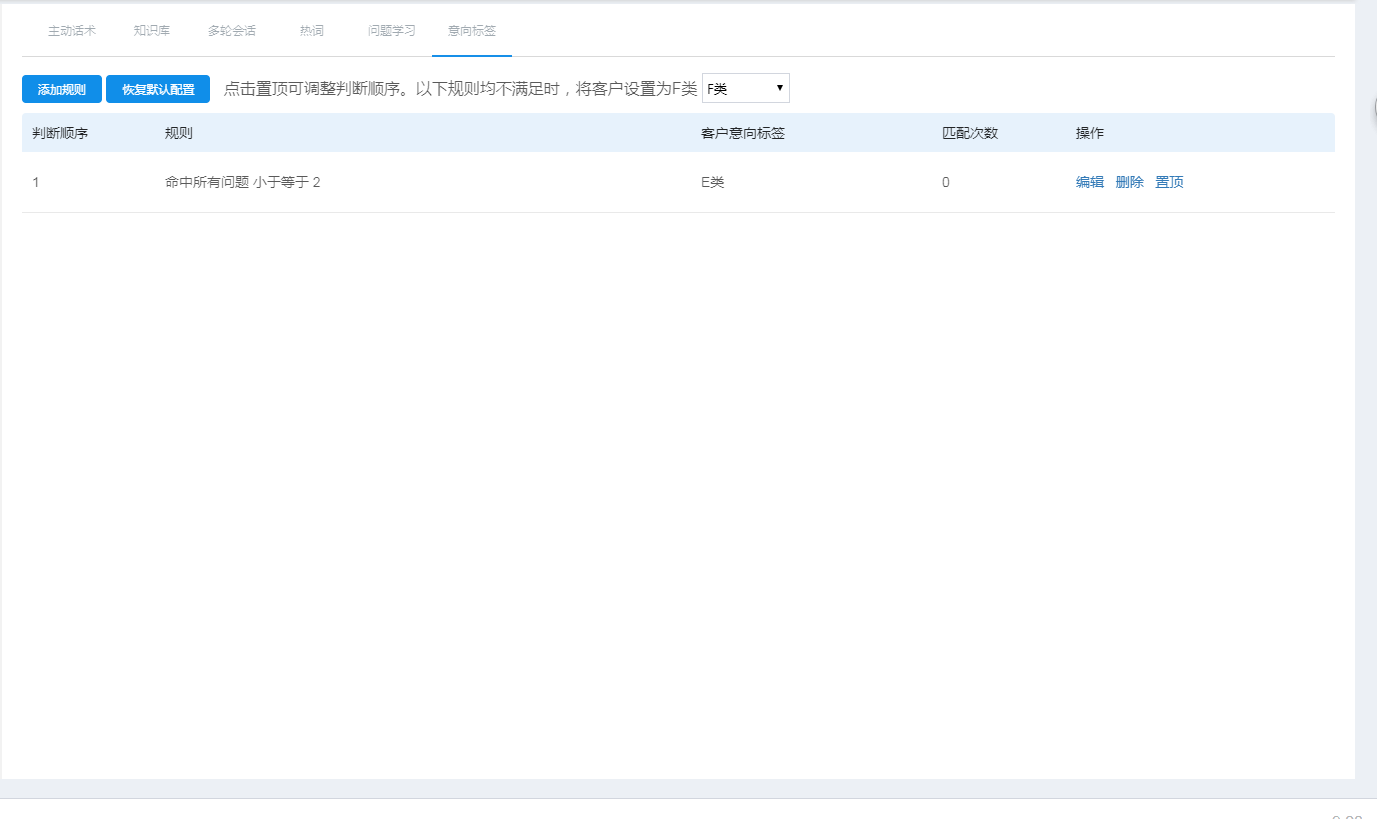 主动话术 知识库 多轮会话 热词 问题学习 意向标签
添加规则 恢复默认配置 点击置顶可调整判断顺序。以下规则均不满足时，将客户设置为F类 F类
判断顺序 规则 客户意向标签 匹配次数 操作
1 命中所有问题 小于等于 2 E类 0 编辑 删除 置顶